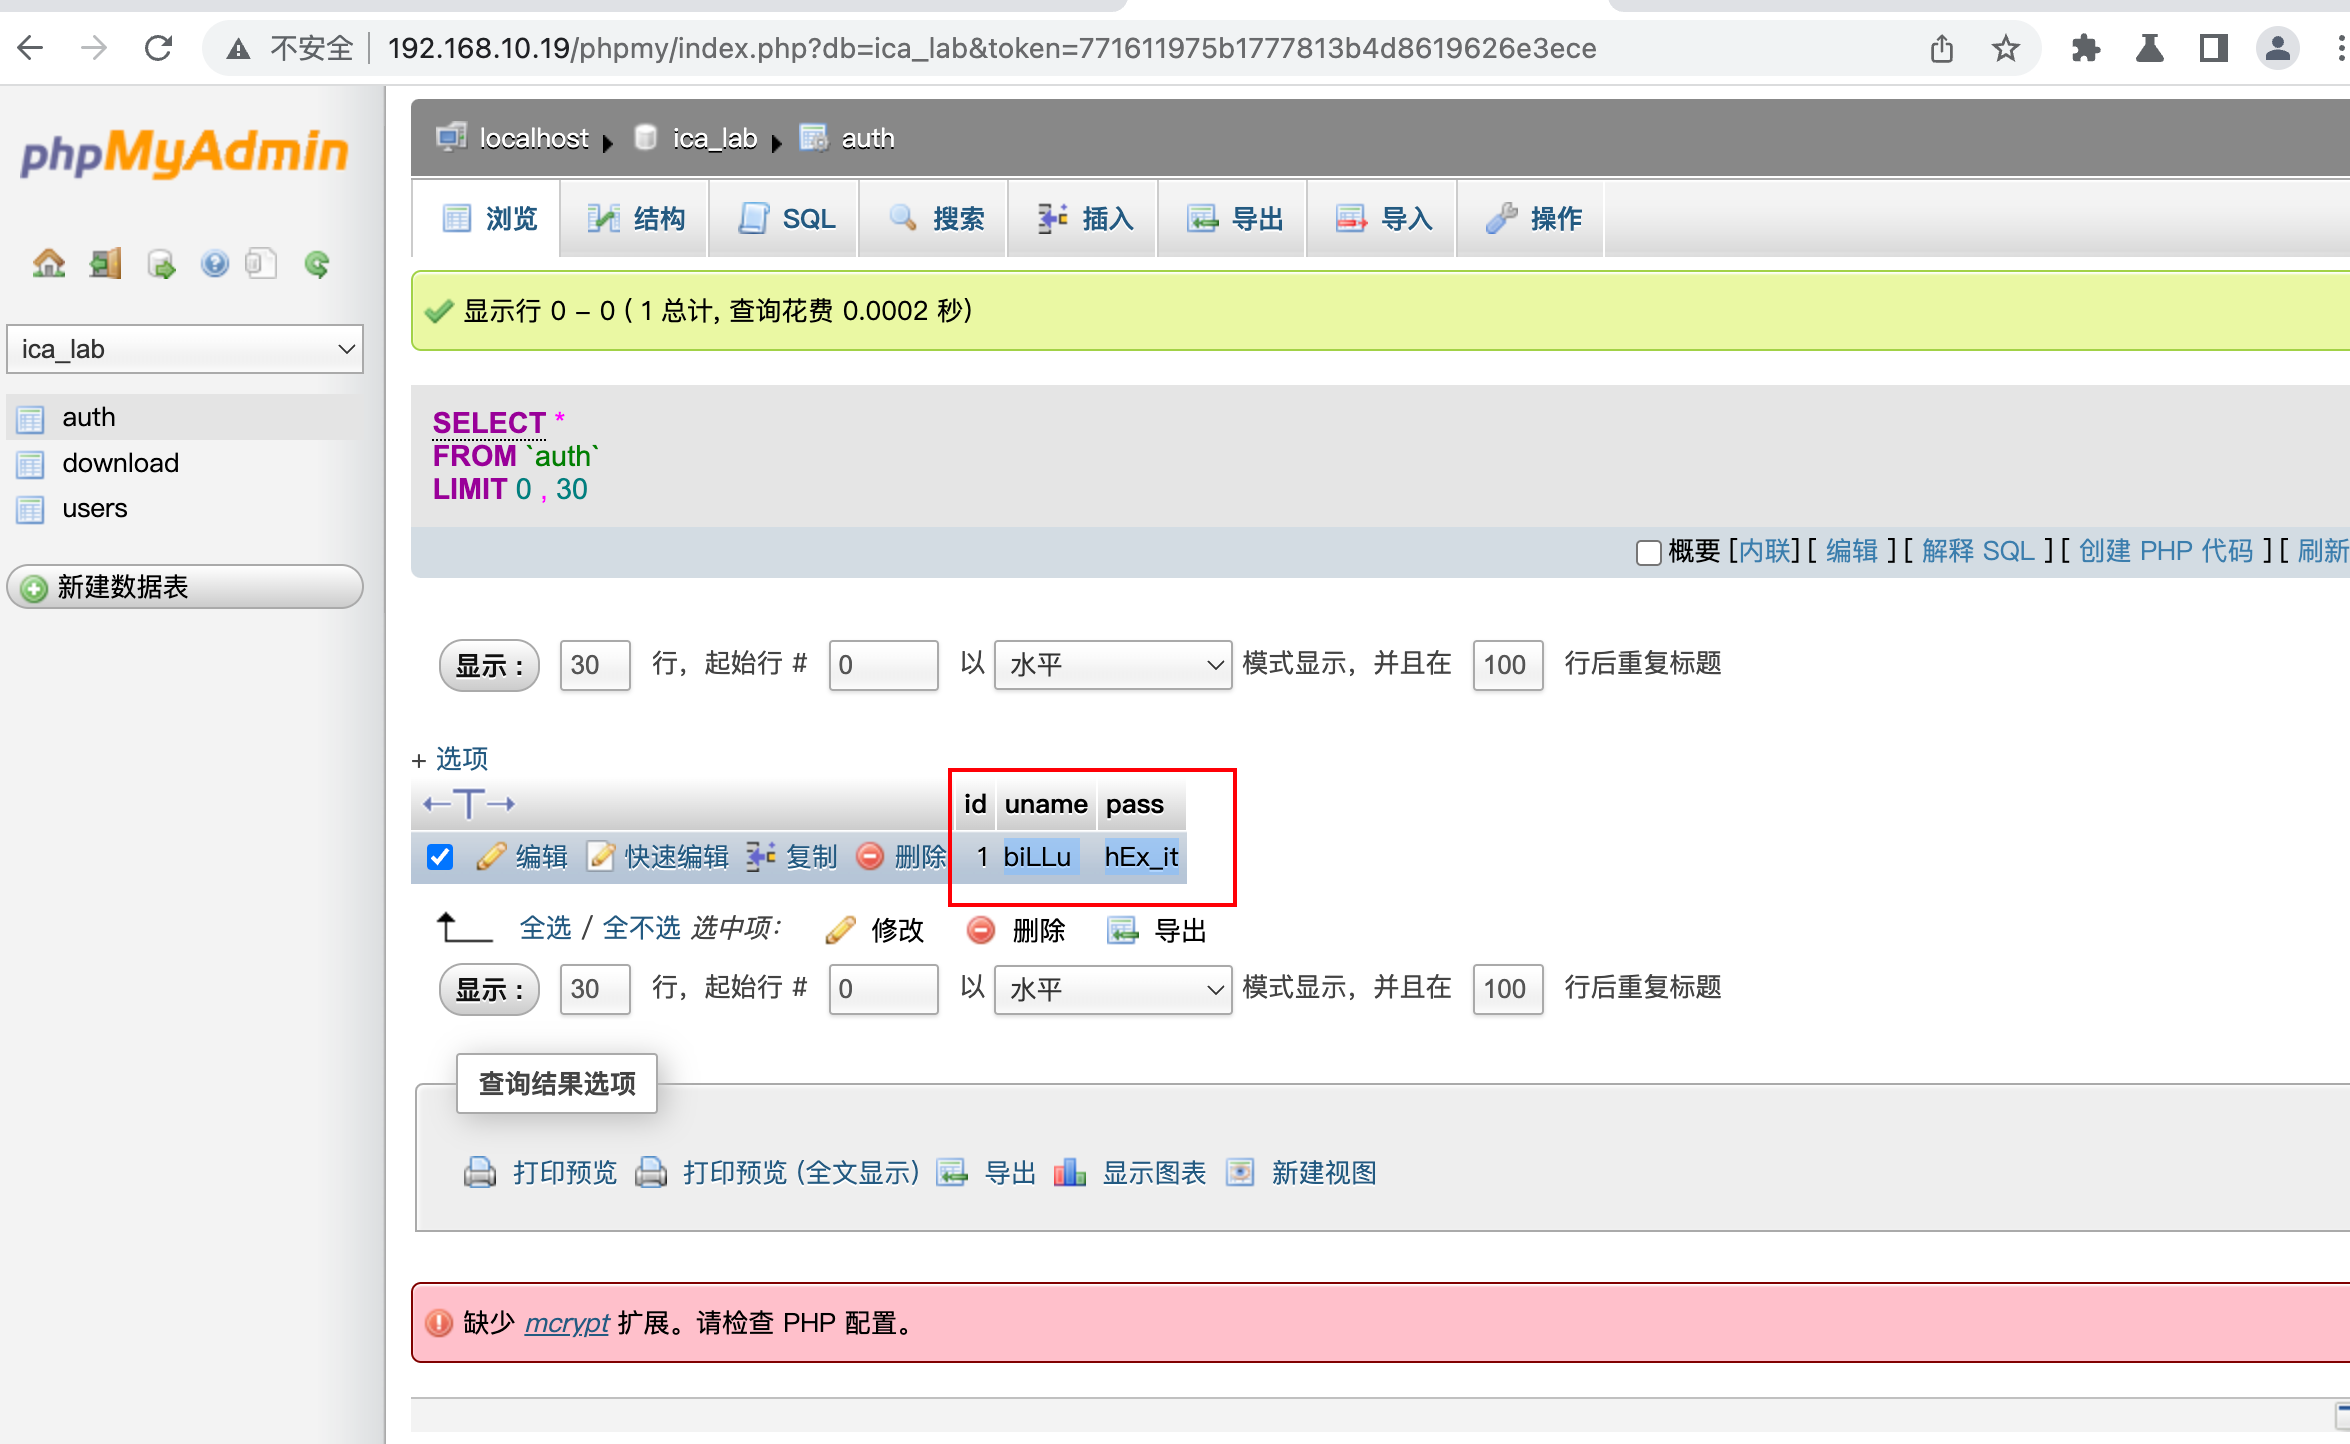 不安全 192.168.10.19/phpmy/index.php?db=ica_lab&token=771611975b1777813b4d8619626e3ece
phpMyAdmin
ica_lab
auth
download
users
新建数据表
localhost ica_lab auth
浏览 结构 SQL 搜索 插入 导出 导入 操作
显示行 0 - 0 ( 1 总计, 查询花费 0.0002 秒)
SELECT *
FROM `auth`
LIMIT 0 , 30
概要 [内联] [ 编辑 ] [ 解释 SQL ] [ 创建 PHP 代码 ] [ 刷新
显示 : 30 行，起始行 # 0 以 水平 模式显示，并且在 100 行后重复标题
+ 选项
←T→ id uname pass
编辑 快速编辑 复制 删除 1 biLLu hEx_it
全选 / 全不选 选中项: 修改 删除 导出
显示 : 30 行，起始行 # 0 以 水平 模式显示，并且在 100 行后重复标题
查询结果选项
打印预览 打印预览 (全文显示) 导出 显示图表 新建视图
缺少 mcrypt 扩展。请检查 PHP 配置。